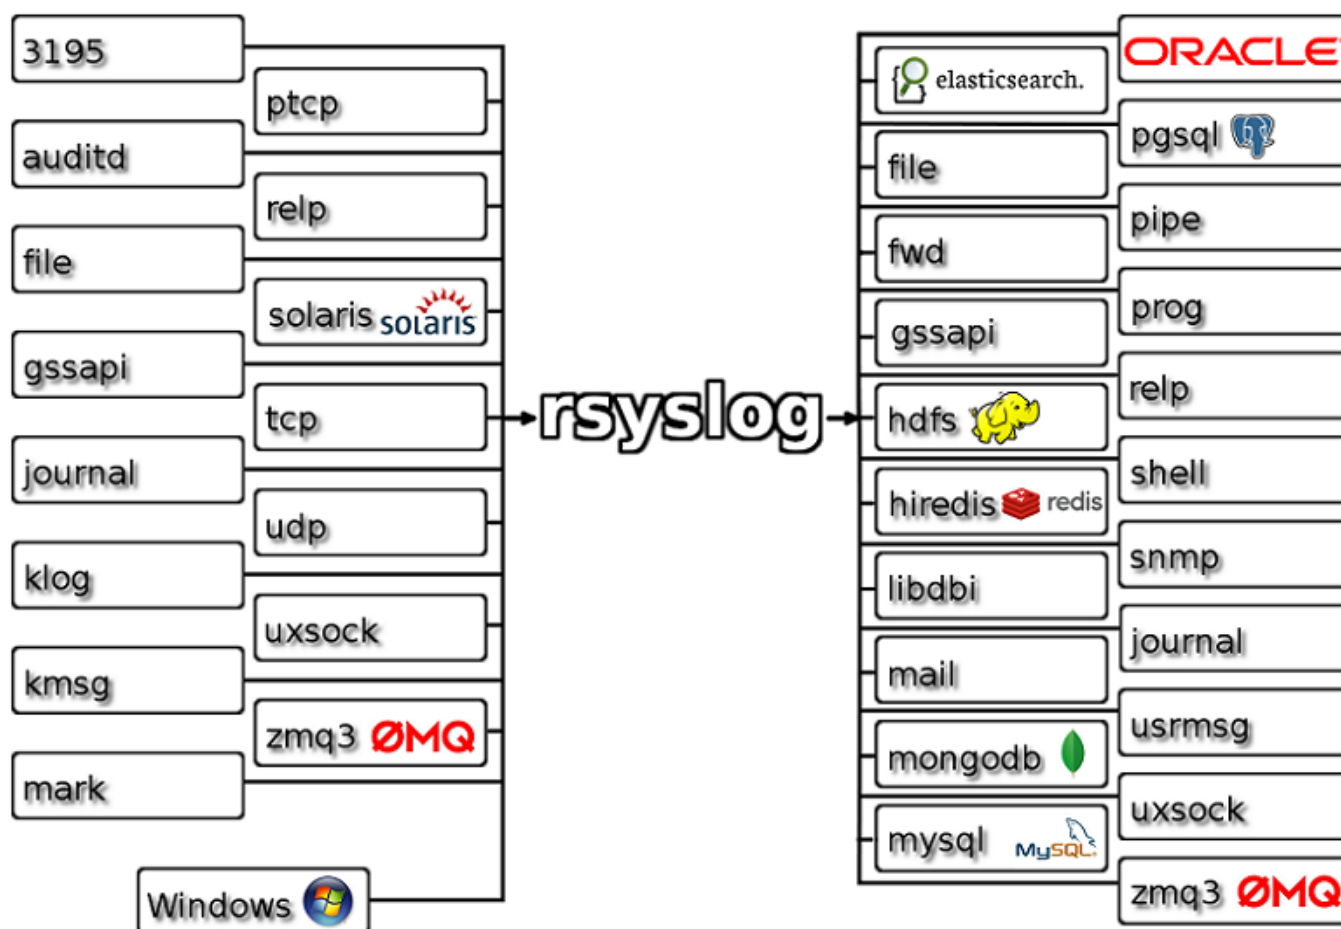 3195
ptcp
auditd
relp
file
solaris solaris
gssapi
tcp
journal
udp
klog
uxsock
kmsg
zmq3 ØMQ
mark
Windows
rsyslog
ORACLE
elasticsearch.
pgsql
file
pipe
fwd
prog
gssapi
relp
hdfs
shell
hiredis redis
snmp
libdbi
journal
mail
usrmsg
mongodb
uxsock
mysql MySQL
zmq3 ØMQ